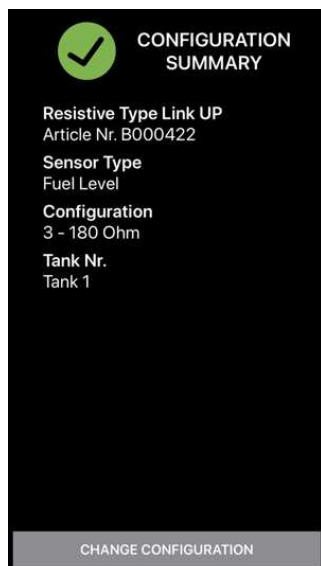 CONFIGURATION
SUMMARY
Resistive Type Link UP
Article Nr. B000422
Sensor Type
Fuel Level
Configuration
3 - 180 Ohm
Tank Nr.
Tank 1
CHANGE CONFIGURATION